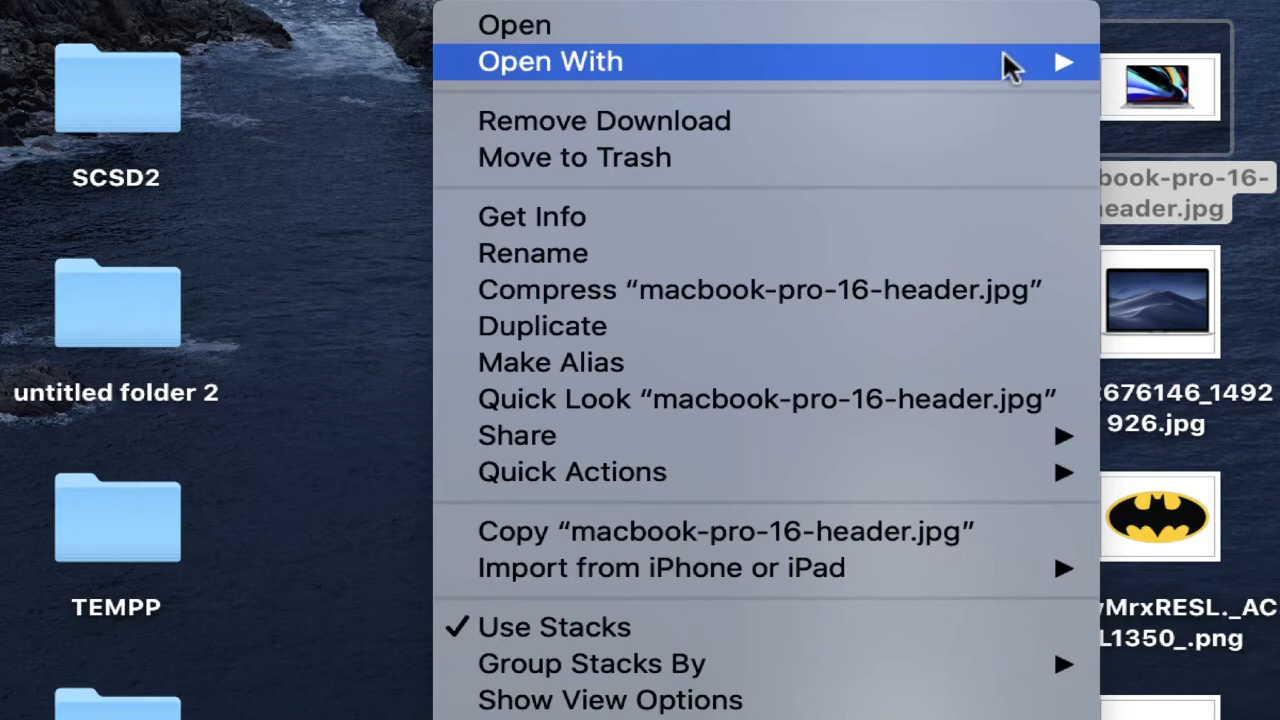 Open
Open With
Remove Download
Move to Trash
Get Info
Rename
Compress “macbook-pro-16-header.jpg”
Duplicate
Make Alias
Quick Look “macbook-pro-16-header.jpg”
Share
Quick Actions
Copy “macbook-pro-16-header.jpg”
Import from iPhone or iPad
Use Stacks
Group Stacks By
Show View Options
SCSD2
untitled folder 2
TEMPP
book-pro-16-
header.jpg
676146_1492
926.jpg
MrxRESL._AC
L1350_.png